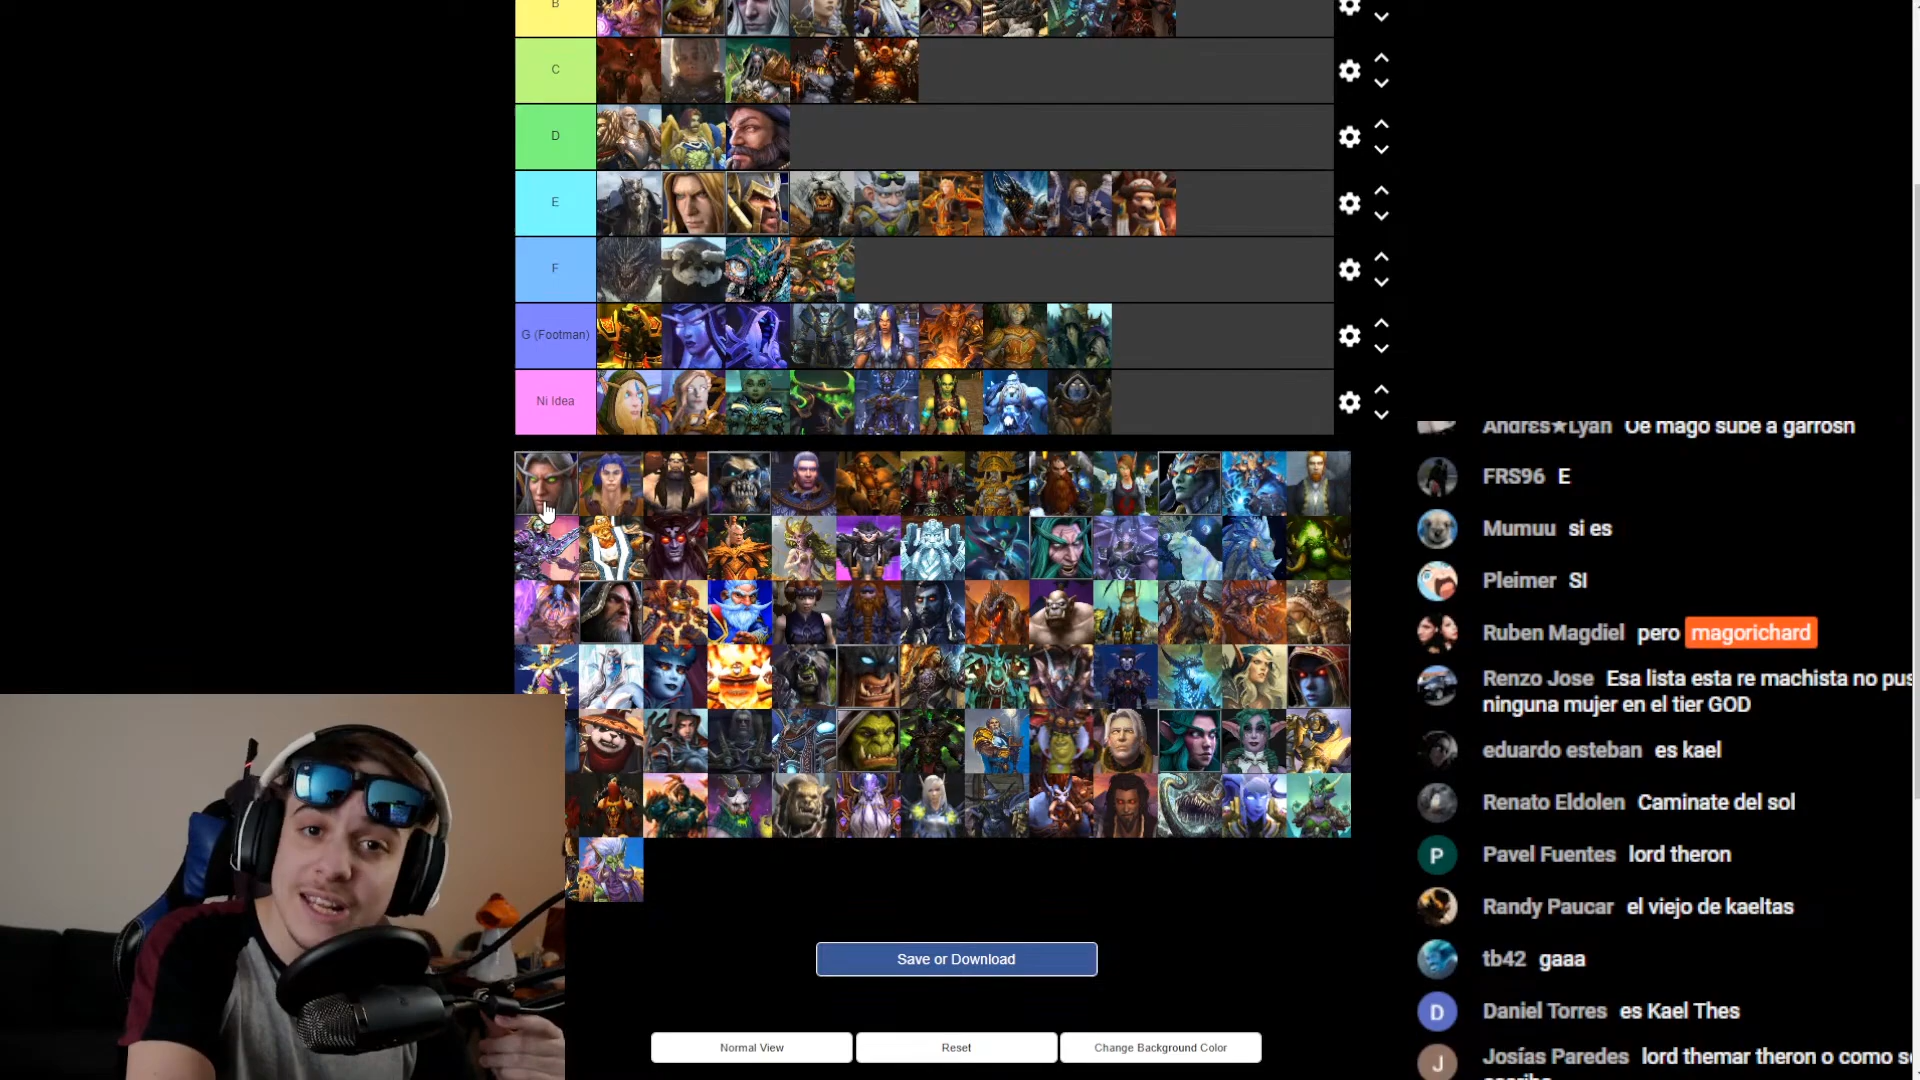 B
C
D
E
F
G (Footman)
Ni Idea
Andrɛs★Lyan Oe mago sube a garrosh
FRS96 E
Mumuu si es
Pleimer SI
Ruben Magdiel pero magorichard
Renzo Jose Esa lista esta re machista no pus
ninguna mujer en el tier GOD
eduardo esteban es kael
Renato Eldolen Caminate del sol
P Pavel Fuentes lord theron
Randy Paucar el viejo de kaeltas
tb42 gaaa
D Daniel Torres es Kael Thes
J Josías Paredes lord themar theron o como s
Save or Download
Normal View
Reset
Change Background Color